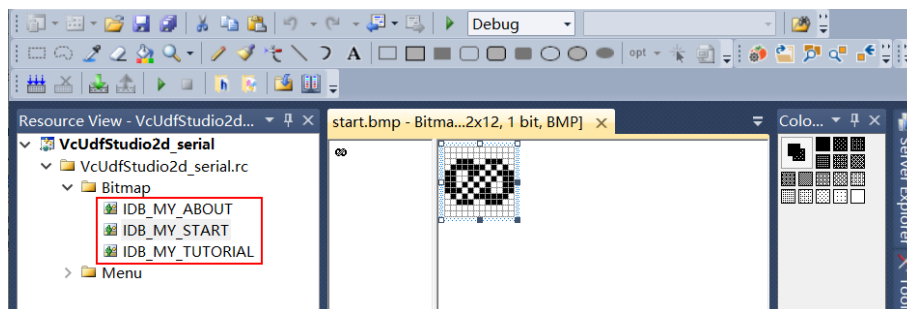 Debug
A
opt
Resource View - VcUdfStudio2d...
start.bmp - Bitma...2x12, 1 bit, BMP]
Colo...
VcUdfStudio2d_serial
VcUdfStudio2d_serial.rc
Bitmap
IDB_MY_ABOUT
IDB_MY_START
IDB_MY_TUTORIAL
Menu
Server Explorer